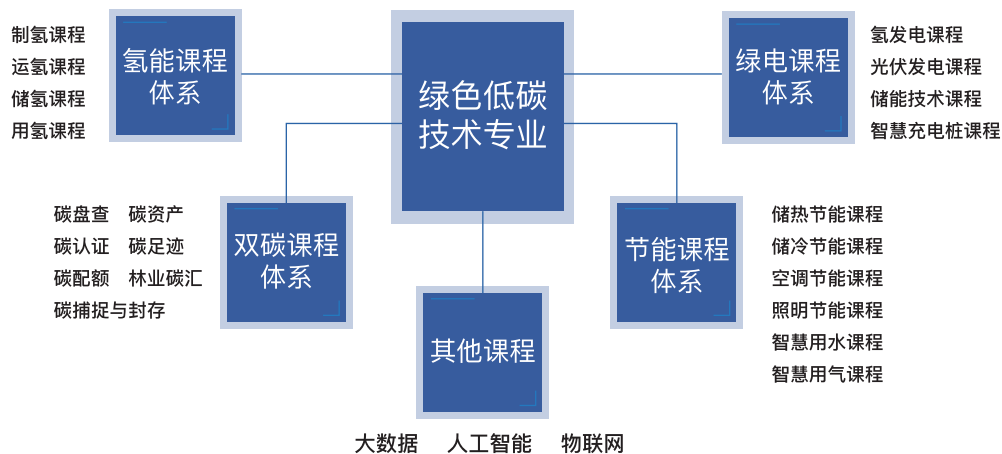 制氢课程
运氢课程
储氢课程
用氢课程
氢能课程
体系
绿色低碳
技术专业
绿电课程
体系
氢发电课程
光伏发电课程
储能技术课程
智慧充电桩课程
碳盘查 碳资产
碳认证 碳足迹
碳配额 林业碳汇
碳捕捉与封存
双碳课程
体系
其他课程
节能课程
体系
储热节能课程
储冷节能课程
空调节能课程
照明节能课程
智慧用水课程
智慧用气课程
大数据 人工智能 物联网